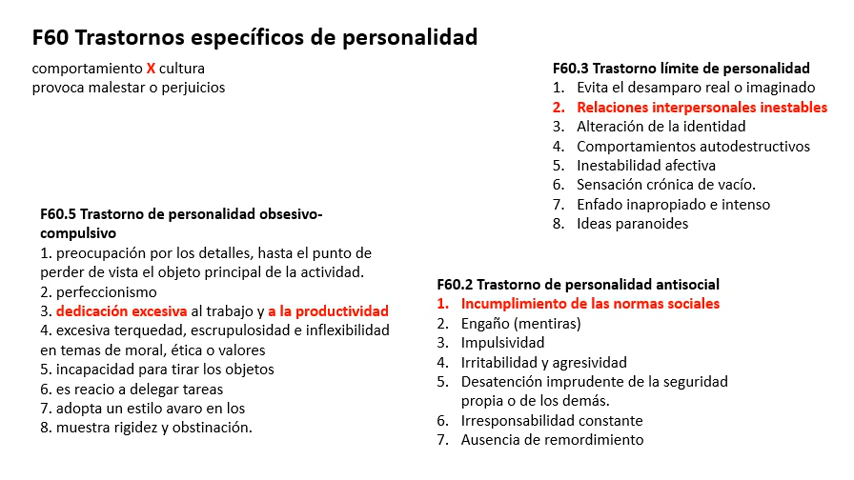 F60 Trastornos específicos de personalidad
comportamiento X cultura
provoca malestar o perjuicios
F60.3 Trastorno límite de personalidad
1. Evita el desamparo real o imaginado
2. Relaciones interpersonales inestables
3. Alteración de la identidad
4. Comportamientos autodestructivos
5. Inestabilidad afectiva
6. Sensación crónica de vacío.
7. Enfado inapropiado e intenso
8. Ideas paranoides
F60.5 Trastorno de personalidad obsesivo-
compulsivo
1. preocupación por los detalles, hasta el punto de
perder de vista el objeto principal de la actividad.
2. perfeccionismo
3. dedicación excesiva al trabajo y a la productividad
4. excesiva terquedad, escrupulosidad e inflexibilidad
en temas de moral, ética o valores
5. incapacidad para tirar los objetos
6. es reacio a delegar tareas
7. adopta un estilo avaro en los
8. muestra rigidez y obstinación.
F60.2 Trastorno de personalidad antisocial
1. Incumplimiento de las normas sociales
2. Engaño (mentiras)
3. Impulsividad
4. Irritabilidad y agresividad
5. Desatención imprudente de la seguridad
propia o de los demás.
6. Irresponsabilidad constante
7. Ausencia de remordimiento